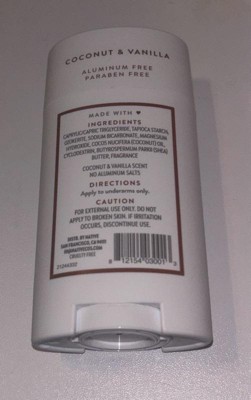 COCONUT & VANILLA
ALUMINUM FREE
PARABEN FREE
MADE WITH ♥
INGREDIENTS
CAPRYLIC/CAPRIC TRIGLYCERIDE, TAPIOCA STARCH,
OZOKERITE, SODIUM BICARBONATE, MAGNESIUM
HYDROXIDE, COCOS NUCIFERA (COCONUT) OIL,
CYCLODEXTRIN, BUTYROSPERMUM PARKII (SHEA)
BUTTER, FRAGRANCE
COCONUT & VANILLA SCENT
NO ALUMINUM SALTS
DIRECTIONS
Apply to underarms only.
CAUTION
FOR EXTERNAL USE ONLY. DO NOT
APPLY TO BROKEN SKIN. IF IRRITATION
OCCURS, DISCONTINUE USE.
DISTR. BY NATIVE
SAN FRANCISCO, CA
CRUELTY FREE